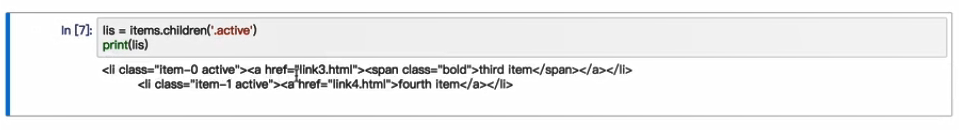 In [7]: lis = items.children('.active')
print(lis)
<li class="item-0 active"><a href="link3.html"><span class="bold">third item</span></a></li>
<li class="item-1 active"><a href="link4.html">fourth item</a></li>